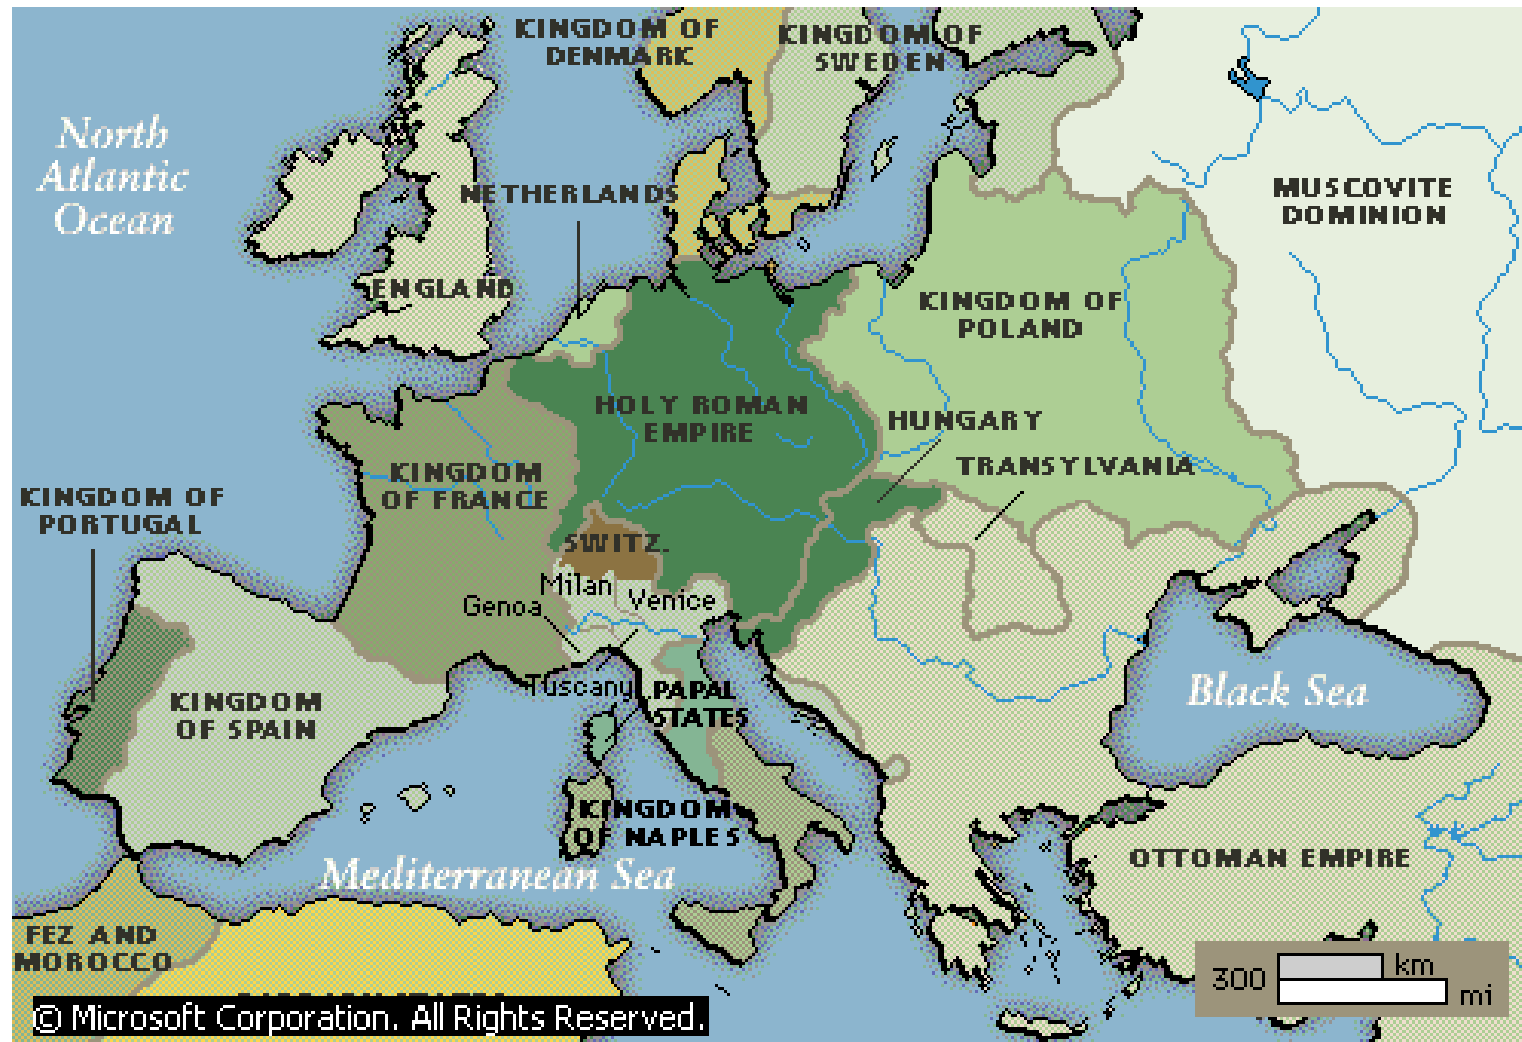 KINGDOM OF
DENMARK
KINGDOM OF
SWEDEN
North
Atlantic
Ocean
NETHERLANDS
MUSCOVITE
DOMINION
ENGLAND
KINGDOM OF
POLAND
HOLY ROMAN
EMPIRE
HUNGARY
TRANSYLVANIA
KINGDOM
OF FRANCE
KINGDOM OF
PORTUGAL
SWITZ.
Milan
Genoa
Venice
Tuscany
PAPAL
STATES
KINGDOM
OF SPAIN
Black Sea
KINGDOM
OF NAPLES
Mediterranean Sea
OTTOMAN EMPIRE
FEZ AND
MOROCCO
300 km
mi
© Microsoft Corporation. All Rights Reserved.